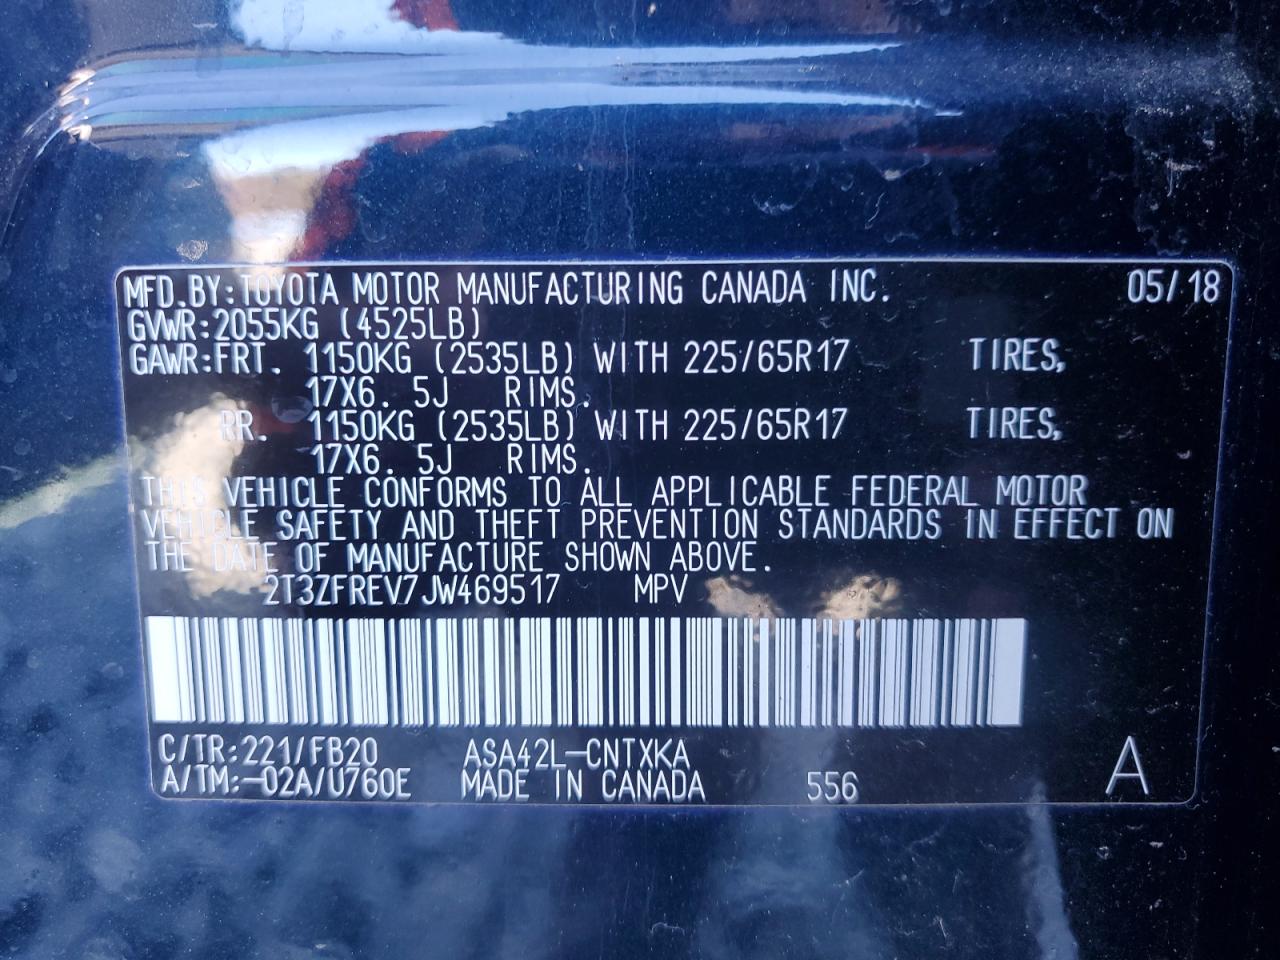 MFD.BY:TOYOTA MOTOR MANUFACTURING CANADA INC. 05/18
GVWR:2055KG (4525LB)
GAWR:FRT. 1150KG (2535LB) WITH 225/65R17 TIRES,
17X6. 5J RIMS.
RR. 1150KG (2535LB) WITH 225/65R17 TIRES,
17X6. 5J RIMS.
THIS VEHICLE CONFORMS TO ALL APPLICABLE FEDERAL MOTOR
VEHICLE SAFETY AND THEFT PREVENTION STANDARDS IN EFFECT ON
THE DATE OF MANUFACTURE SHOWN ABOVE.
2T3ZFREV7JW469517 MPV
C/TR:221/FB20 ASA42L-CNTXKA
A/TM:-02A/U760E MADE IN CANADA 556 A